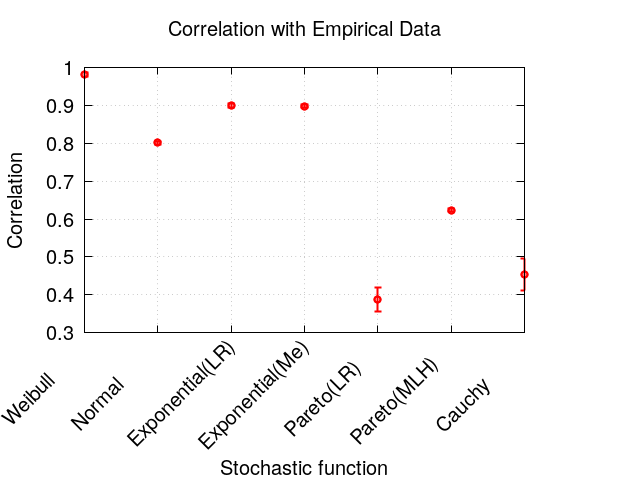 Correlation with Empirical Data
1
0.9
0.8
0.7
0.6
0.5
0.4
0.3
Correlation
Weibull
Normal
Exponential(LR)
Exponential(Me)
Pareto(LR)
Pareto(MLH)
Cauchy
Stochastic function